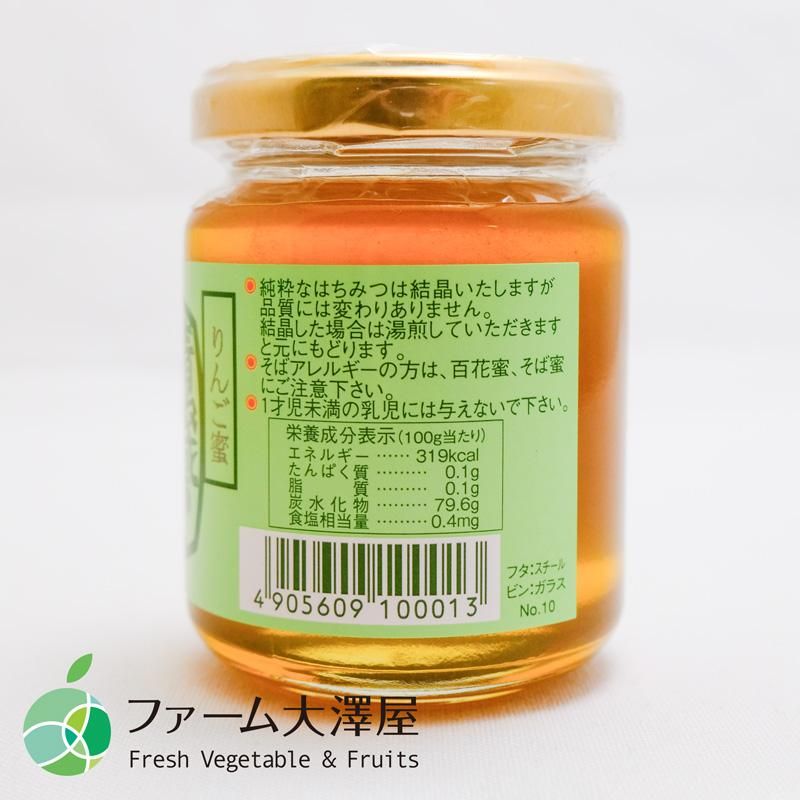 ◉純粋なはちみつは結晶いたしますが
品質には変わりありません。
結晶した場合は湯煎していただきます
と元にもどります。
◉そばアレルギーの方は、百花蜜、そば蜜
にご注意下さい。
◉1才児未満の乳児には与えないで下さい。
りんご蜜
栄養成分表示(100g当たり)
エネルギー……319kcal
たんぱく質………0.1g
脂　　質………0.1g
炭水化物………79.6g
食塩相当量………0.4mg
4 905609 100013
フタ:スチール
ビン:ガラス
No.10
ファーム大澤屋
Fresh Vegetable & Fruits